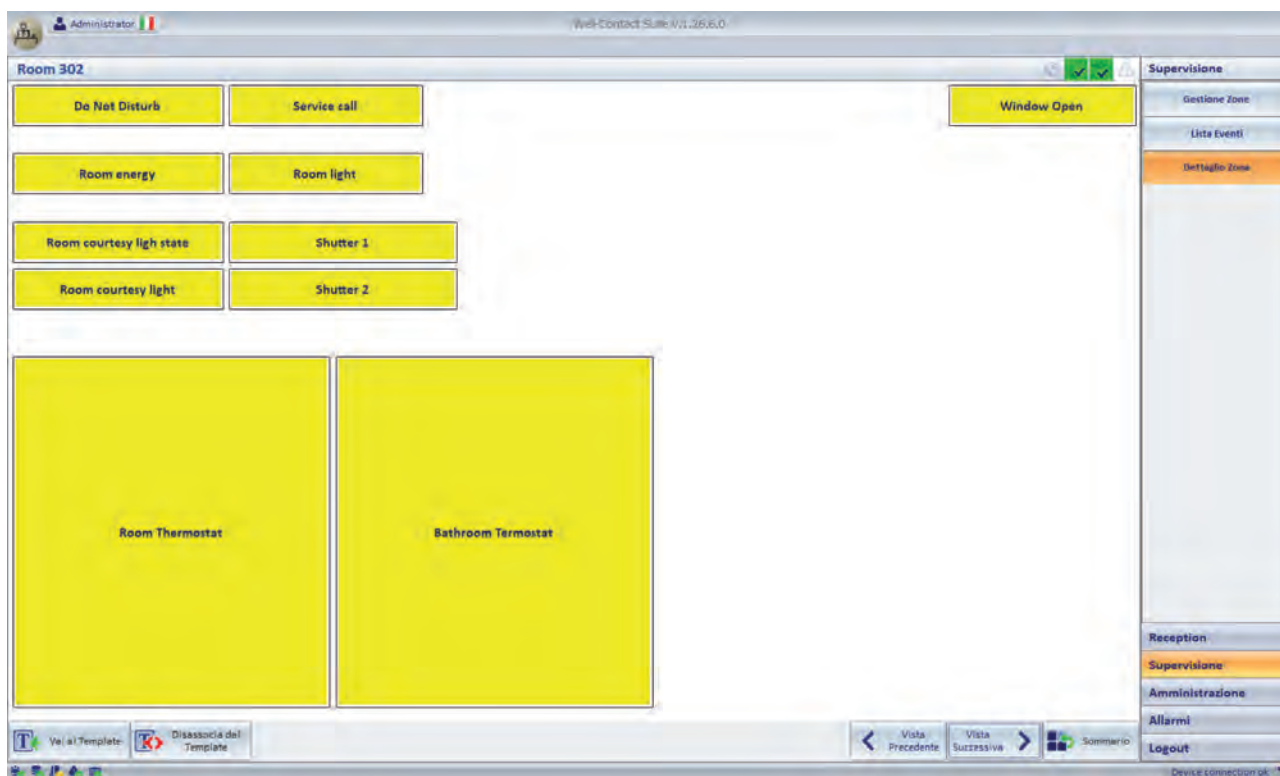 Administrator
Well-Contact Suite v.1.26.6.0
Room 302
Supervisione
Do Not Disturb
Service call
Window Open
Gestione Zone
Lista Eventi
Room energy
Room light
Dettaglio Zona
Room courtesy ligh state
Shutter 1
Room courtesy light
Shutter 2
Room Thermostat
Bathroom Termostat
Reception
Supervisione
Amministrazione
Allarmi
Logout
Vai al Template
Disassocia dal
Template
Vista
Precedente
Vista
Successiva
Sommario
Device connection ok